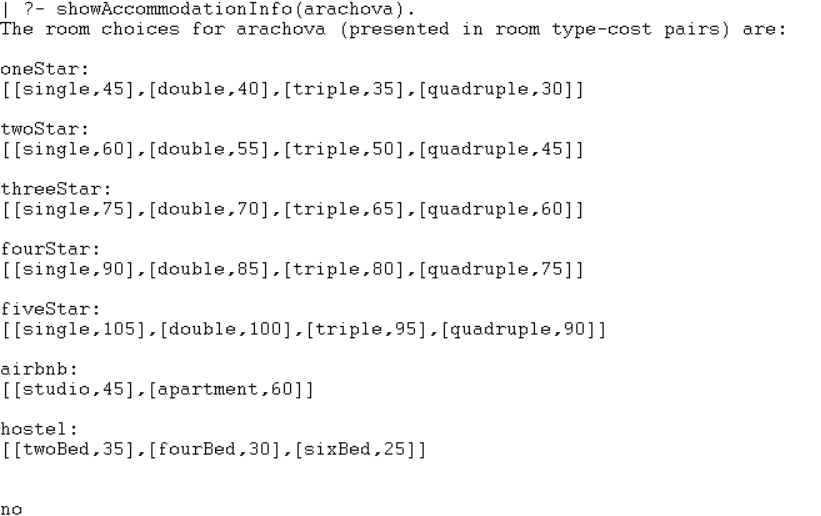 | ?- showAccommodationInfo(arachova).
The room choices for arachova (presented in room type-cost pairs) are:
oneStar:
[[single,45],[double,40],[triple,35],[quadruple,30]]
twoStar:
[[single,60],[double,55],[triple,50],[quadruple,45]]
threeStar:
[[single,75],[double,70],[triple,65],[quadruple,60]]
fourStar:
[[single,90],[double,85],[triple,80],[quadruple,75]]
fiveStar:
[[single,105],[double,100],[triple,95],[quadruple,90]]
airbnb:
[[studio,45],[apartment,60]]
hostel:
[[twoBed,35],[fourBed,30],[sixBed,25]]
no